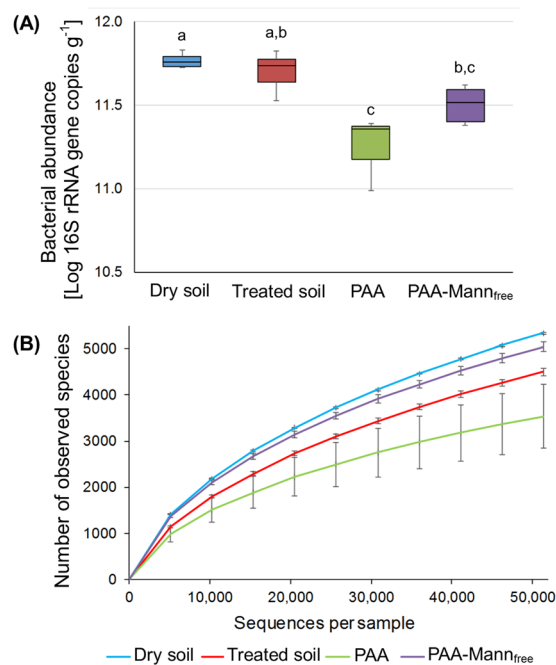 (A)
Bacterial abundance
[Log 16S rRNA gene copies g⁻¹]
12.0
11.5
11.0
10.5
a
a,b
c
b,c
Dry soil
Treated soil
PAA
PAA-Mannfree
(B)
Number of observed species
5000
4000
3000
2000
1000
0
0
10,000
20,000
30,000
40,000
50,000
Sequences per sample
Dry soil
Treated soil
PAA
PAA-Mannfree